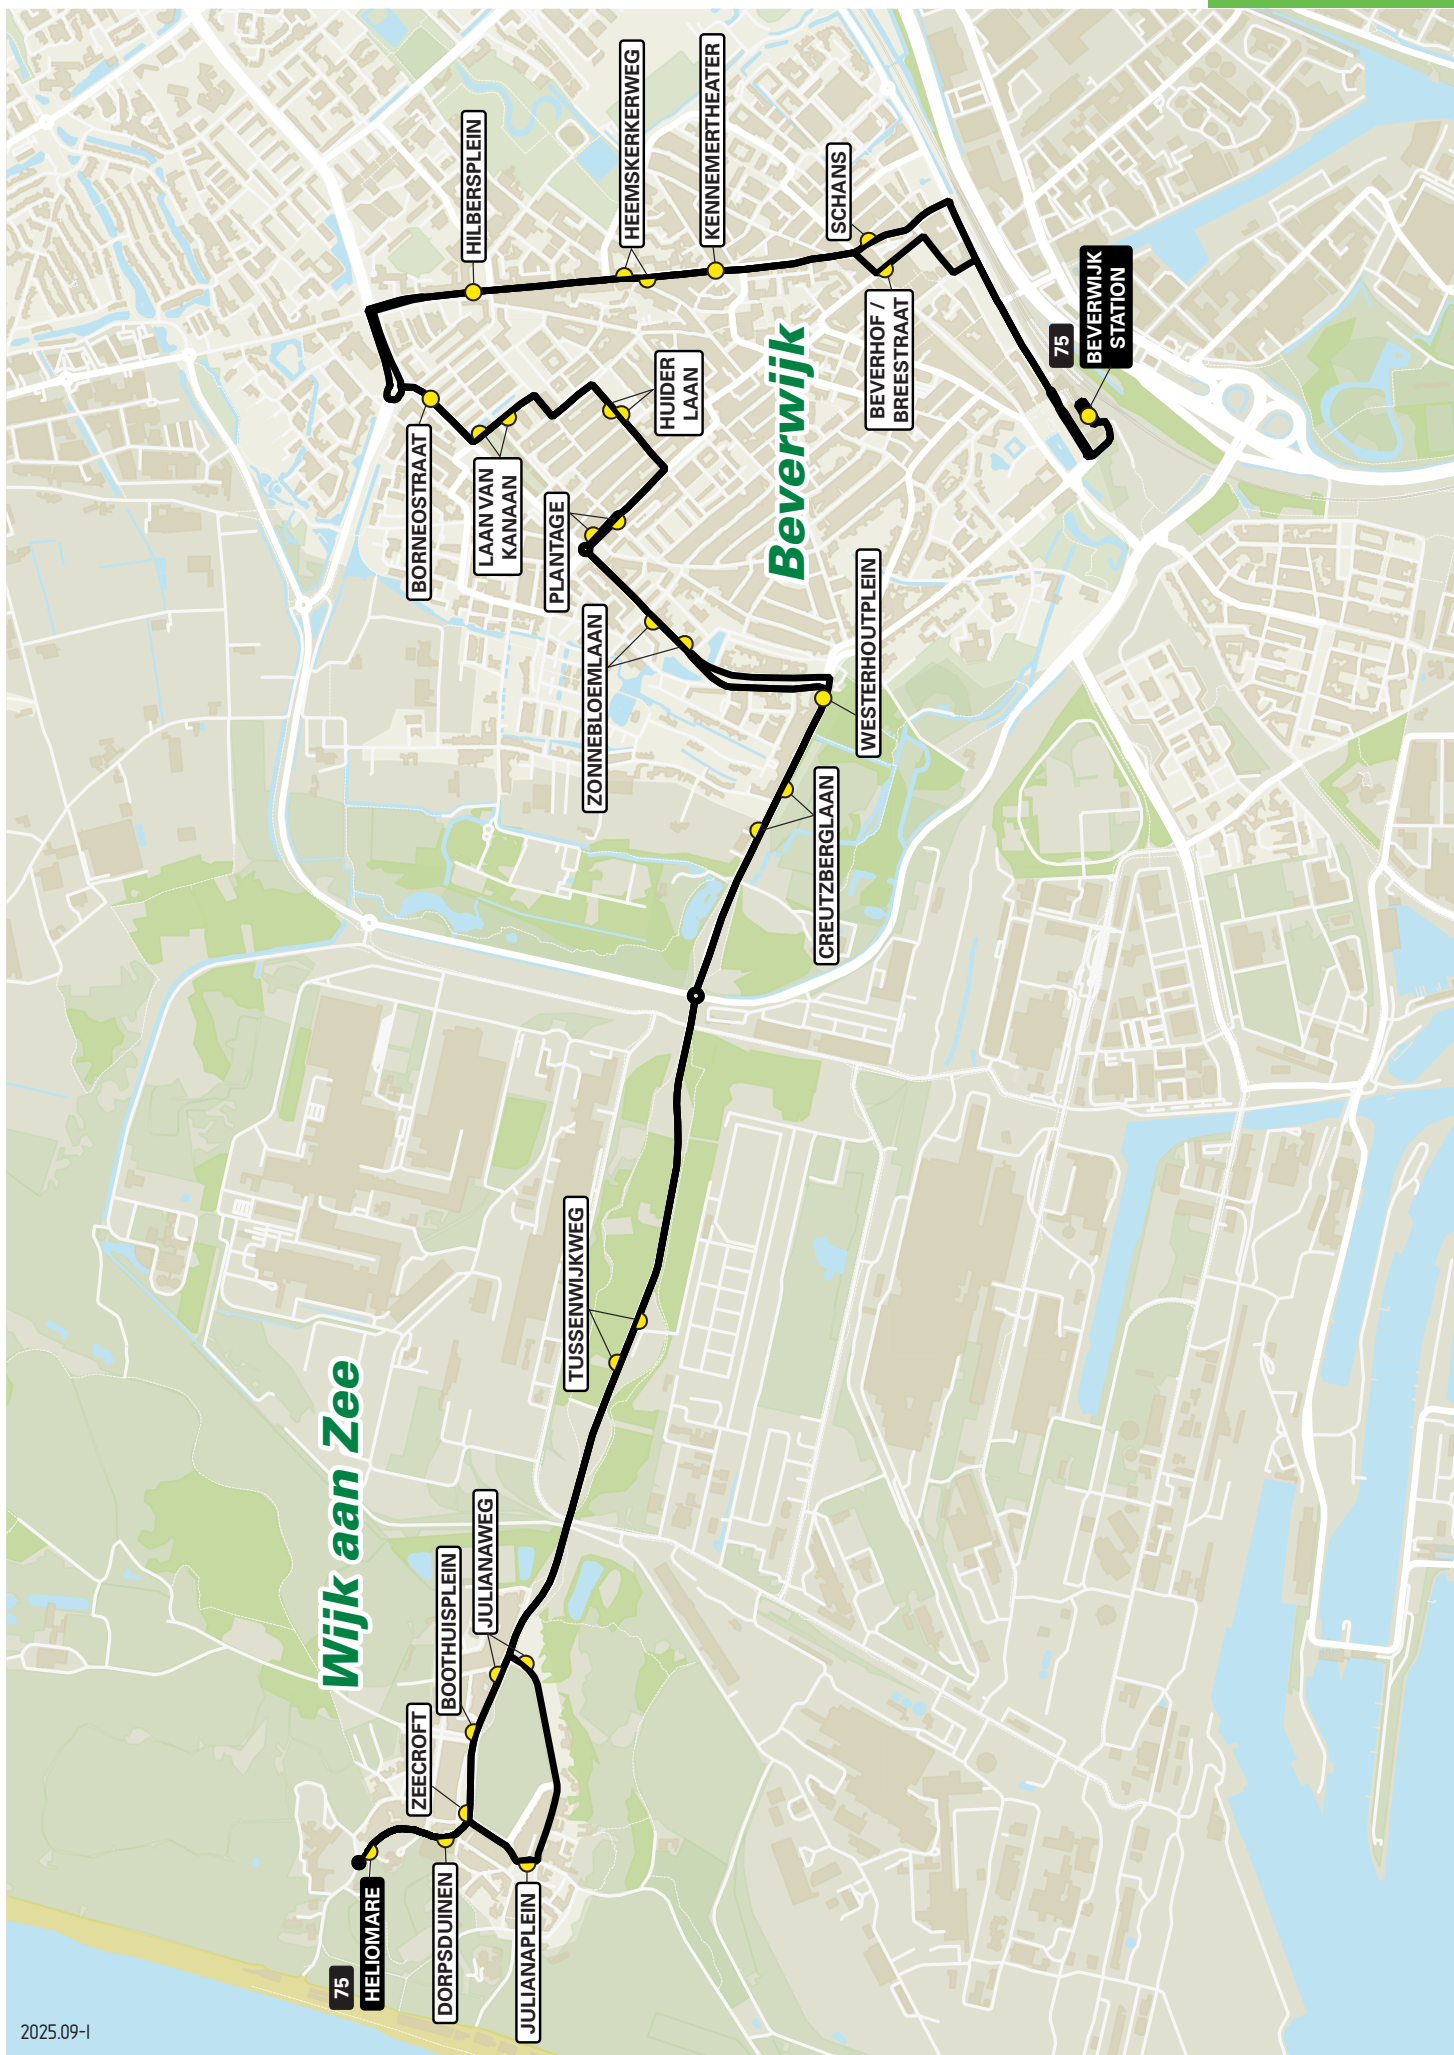 HILBERSPLEIN
HEEMSKERKERWEG
KENNEMERTHEATER
SCHANS
BEVERHOF /
BREESTRAAT
75
BEVERWIJK
STATION
HUIDER
LAAN
Beverwijk
BORNEOSTRAAT
LAAN VAN
KANAAN
PLANTAGE
ZONNEBLOEMLAAN
WESTERHOUTPLEIN
CREUTZBERGLAAN
TUSSENWIJKWEG
Wijk aan Zee
JULIANAWEG
BOOTHUISPLEIN
ZEECROFT
75
HELIOMARE
DORPSDUINEN
JULIANAPLEIN
2025.09-I